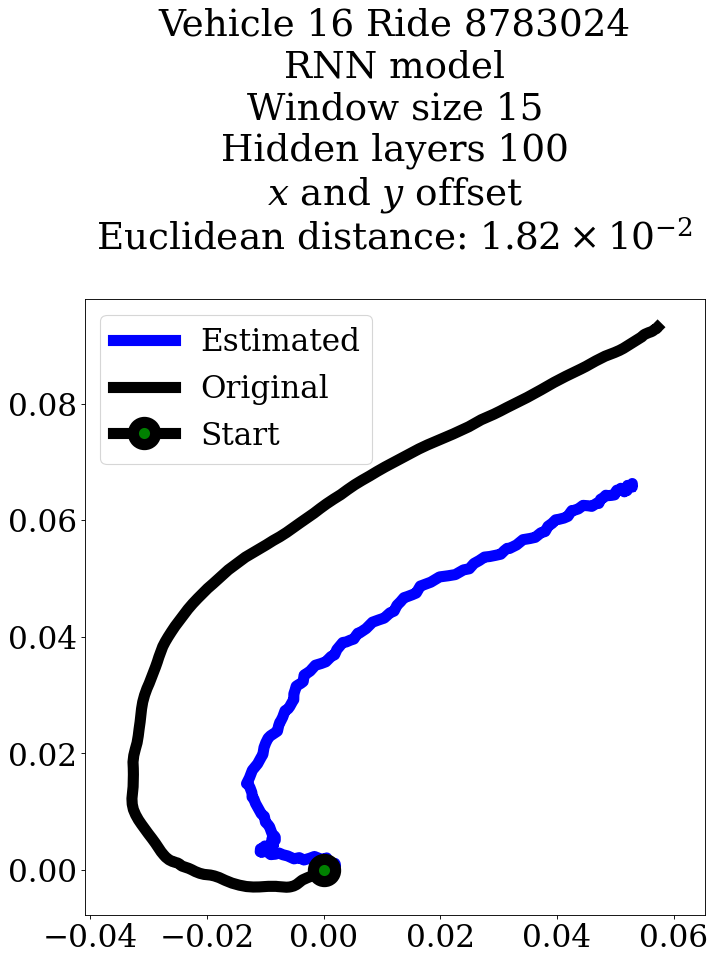 Vehicle 16 Ride 8783024
RNN model
Window size 15
Hidden layers 100
x and y offset
Euclidean distance: 1.82 × 10⁻²
Estimated
Original
Start
0.08
0.06
0.04
0.02
0.00
−0.04 −0.02 0.00 0.02 0.04 0.06